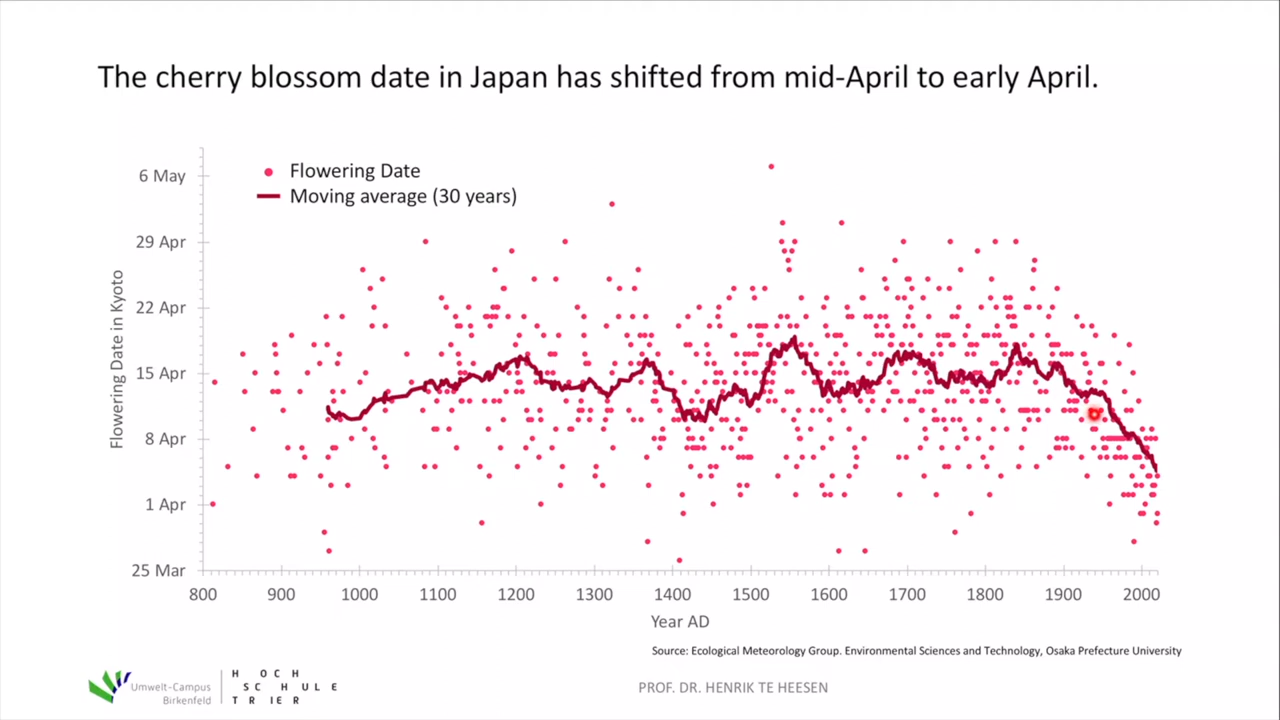 The cherry blossom date in Japan has shifted from mid-April to early April.
Flowering Date
Moving average (30 years)
Flowering Date in Kyoto
6 May
29 Apr
22 Apr
15 Apr
8 Apr
1 Apr
25 Mar
800 900 1000 1100 1200 1300 1400 1500 1600 1700 1800 1900 2000
Year AD
Source: Ecological Meteorology Group. Environmental Sciences and Technology, Osaka Prefecture University
Umwelt-Campus
Birkenfeld
H OCH
SCHULE
TRIER
PROF. DR. HENRIK TE HEESEN